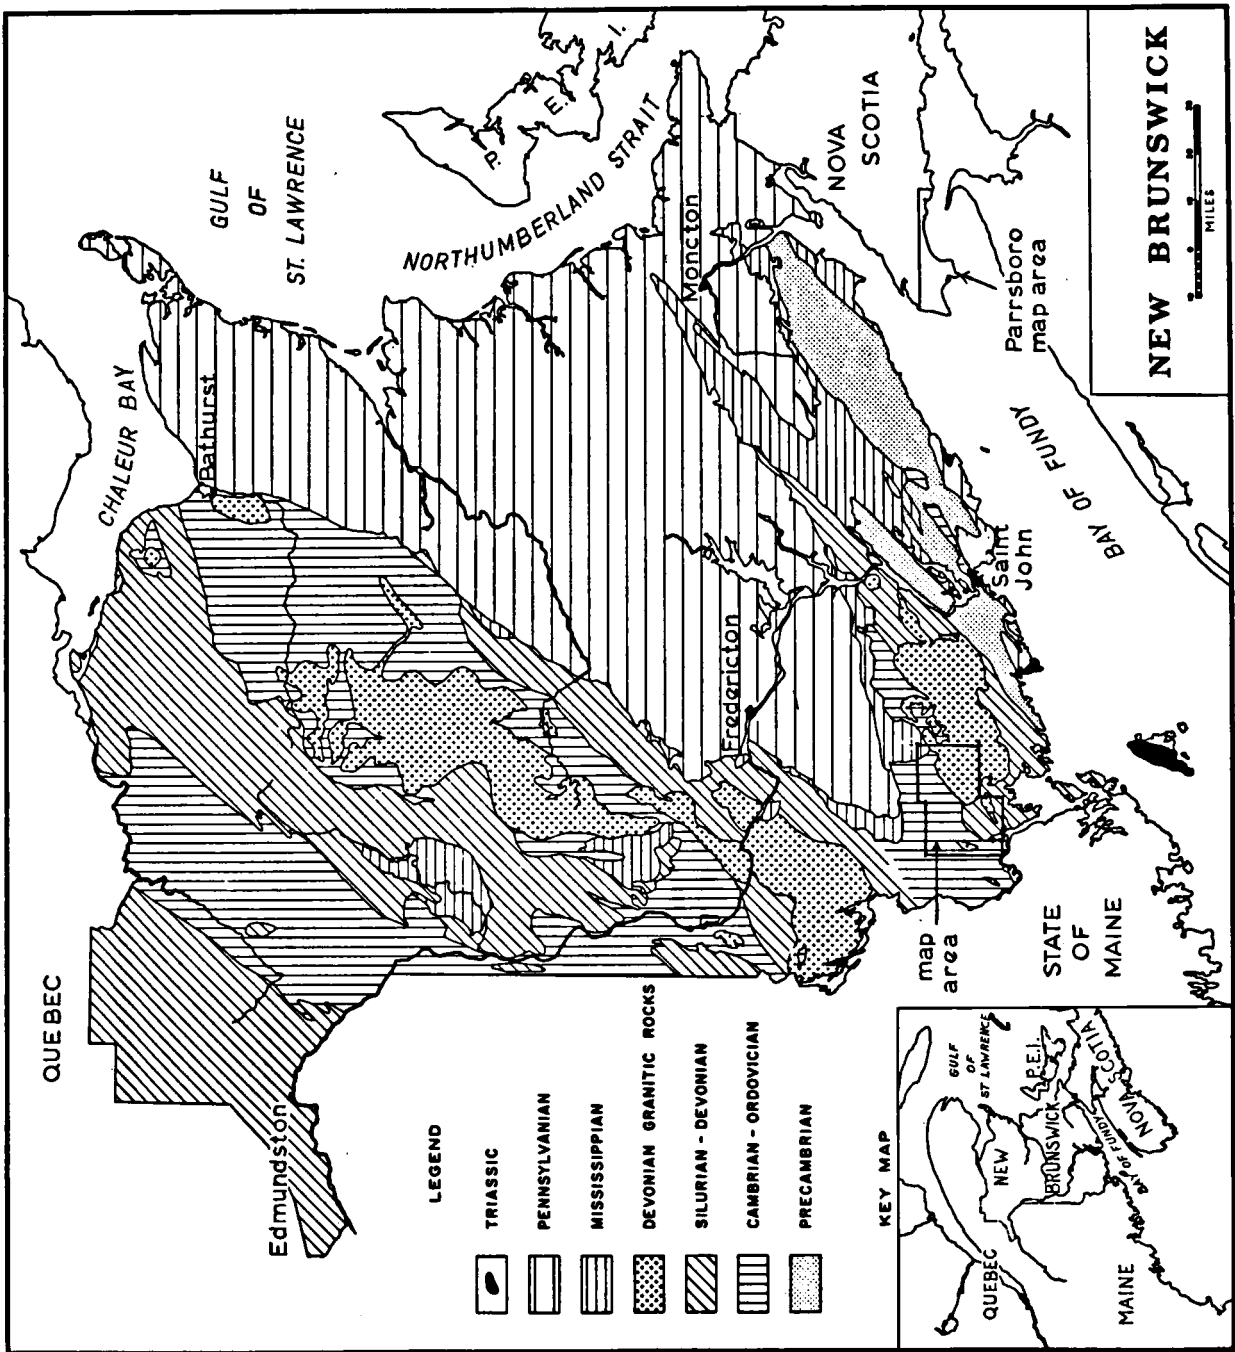 QUEBEC
CHALEUR BAY
GULF
OF
ST. LAWRENCE
Edmundston
Bathurst
P.
E.
I.
NORTHUMBERLAND STRAIT
Moncton
Fredericton
NOVA
SCOTIA
Saint
John
BAY OF FUNDY
Parrsboro
map area
map
area
STATE
OF
MAINE
LEGEND
TRIASSIC
PENNSYLVANIAN
MISSISSIPPIAN
DEVONIAN GRANITIC ROCKS
SILURIAN - DEVONIAN
CAMBRIAN - ORDOVICIAN
PRECAMBRIAN
KEY MAP
QUEBEC
GULF
OF
ST LAWRENCE
NEW
BRUNSWICK
P.E.I.
NOVA SCOTIA
BAY OF FUNDY
MAINE
NEW BRUNSWICK
MILES